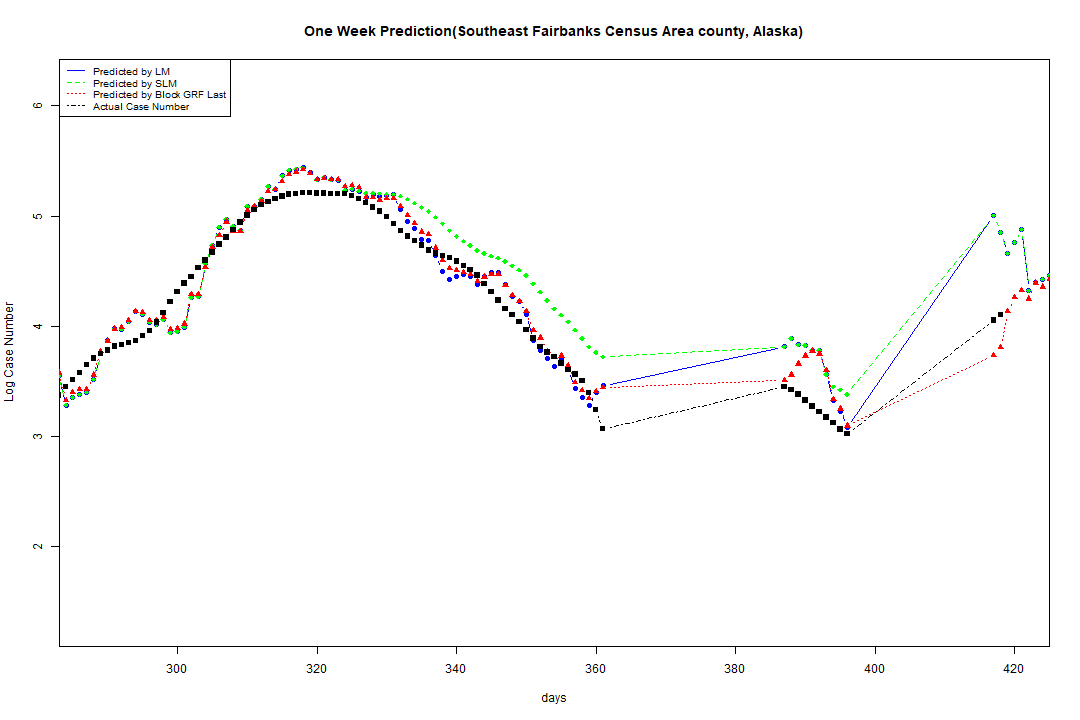 One Week Prediction(Southeast Fairbanks Census Area county, Alaska)
Predicted by LM
Predicted by SLM
Predicted by Block GRF Last
Actual Case Number
6
5
4
3
2
Log Case Number
300 320 340 360 380 400 420
days